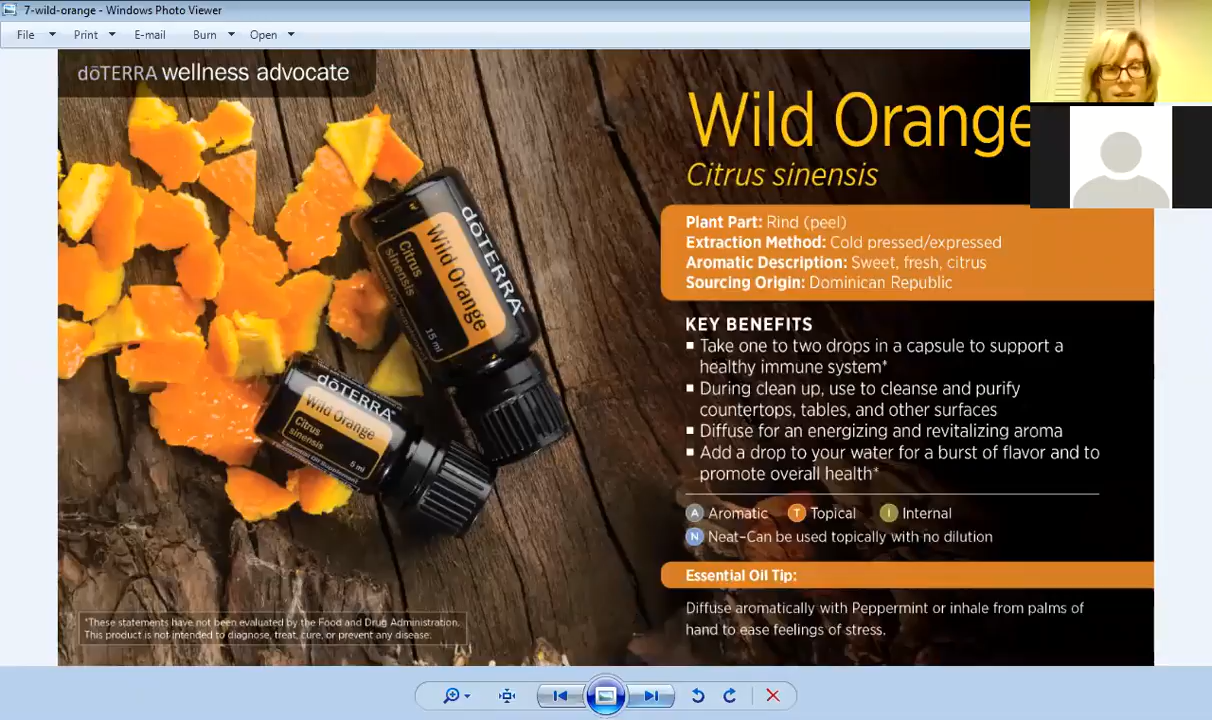 7-wild-orange - Windows Photo Viewer
File Print E-mail Burn Open
dōTERRA wellness advocate
Wild Orange
Citrus sinensis
Plant Part: Rind (peel)
Extraction Method: Cold pressed/expressed
Aromatic Description: Sweet, fresh, citrus
Sourcing Origin: Dominican Republic
KEY BENEFITS
▪ Take one to two drops in a capsule to support a
healthy immune system*
▪ During clean up, use to cleanse and purify
countertops, tables, and other surfaces
▪ Diffuse for an energizing and revitalizing aroma
▪ Add a drop to your water for a burst of flavor and to
promote overall health*
A Aromatic T Topical I Internal
N Neat–Can be used topically with no dilution
Essential Oil Tip:
Diffuse aromatically with Peppermint or inhale from palms of
hand to ease feelings of stress.
dōTERRA
Wild Orange
Citrus
sinensis
15 ml
dōTERRA
Wild Orange
Citrus
sinensis
Essential Oil Supplement
5 ml
*These statements have not been evaluated by the Food and Drug Administration.
This product is not intended to diagnose, treat, cure, or prevent any disease.